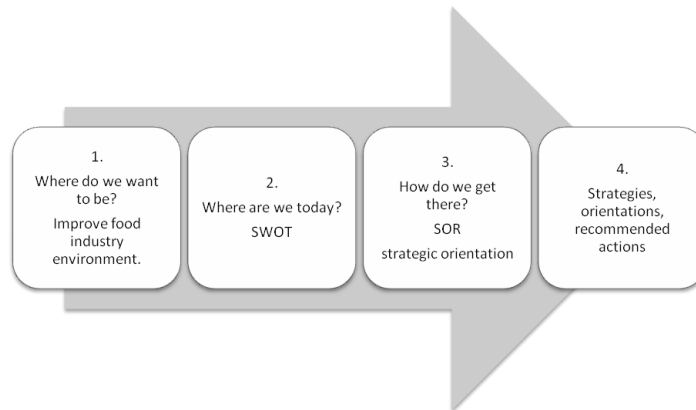 1.
Where do we want
to be?
Improve food
industry
environment.
2.
Where are we today?
SWOT
3.
How do we get
there?
SOR
strategic orientation
4.
Strategies,
orientations,
recommended
actions